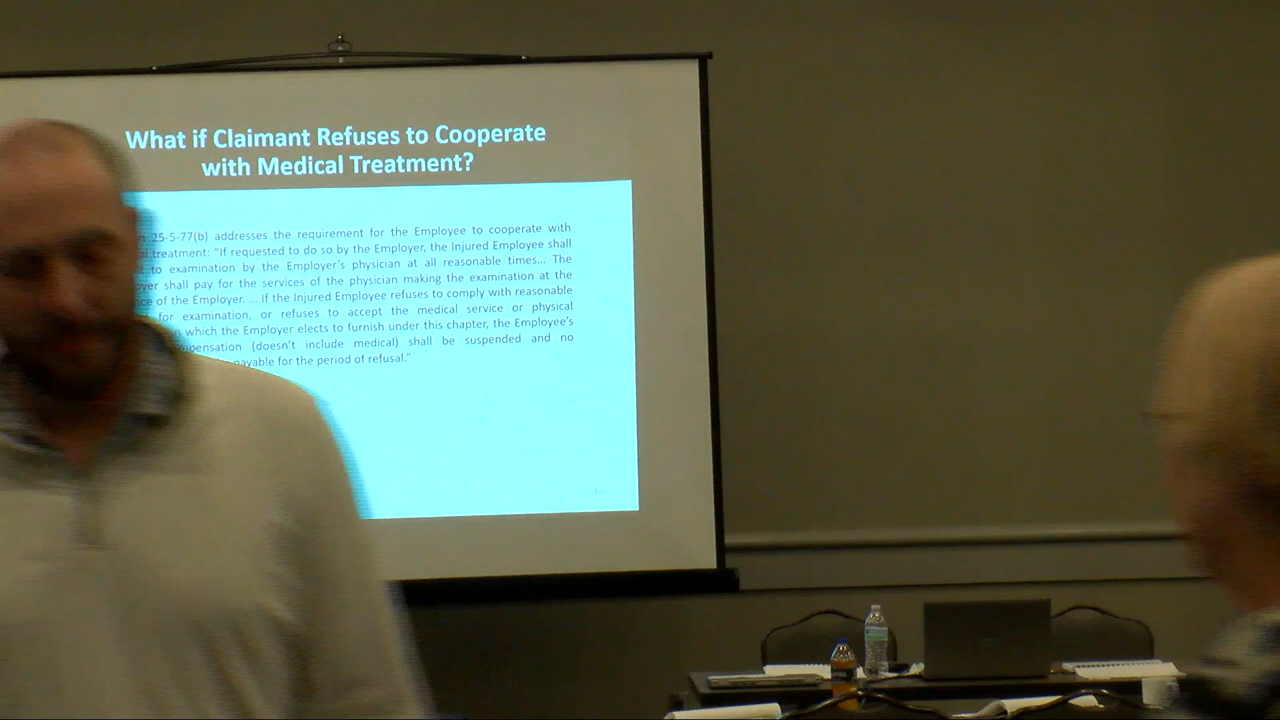 What if Claimant Refuses to Cooperate
with Medical Treatment?
25-5-77(b) addresses the requirement for the Employee to cooperate with
treatment: “If requested to do so by the Employer, the Injured Employee shall
to examination by the Employer’s physician at all reasonable times... The
shall pay for the services of the physician making the examination at the
of the Employer. ... If the Injured Employee refuses to comply with reasonable
for examination, or refuses to accept the medical service or physical
which the Employer elects to furnish under this chapter, the Employee’s
(doesn’t include medical) shall be suspended and no
payable for the period of refusal.”